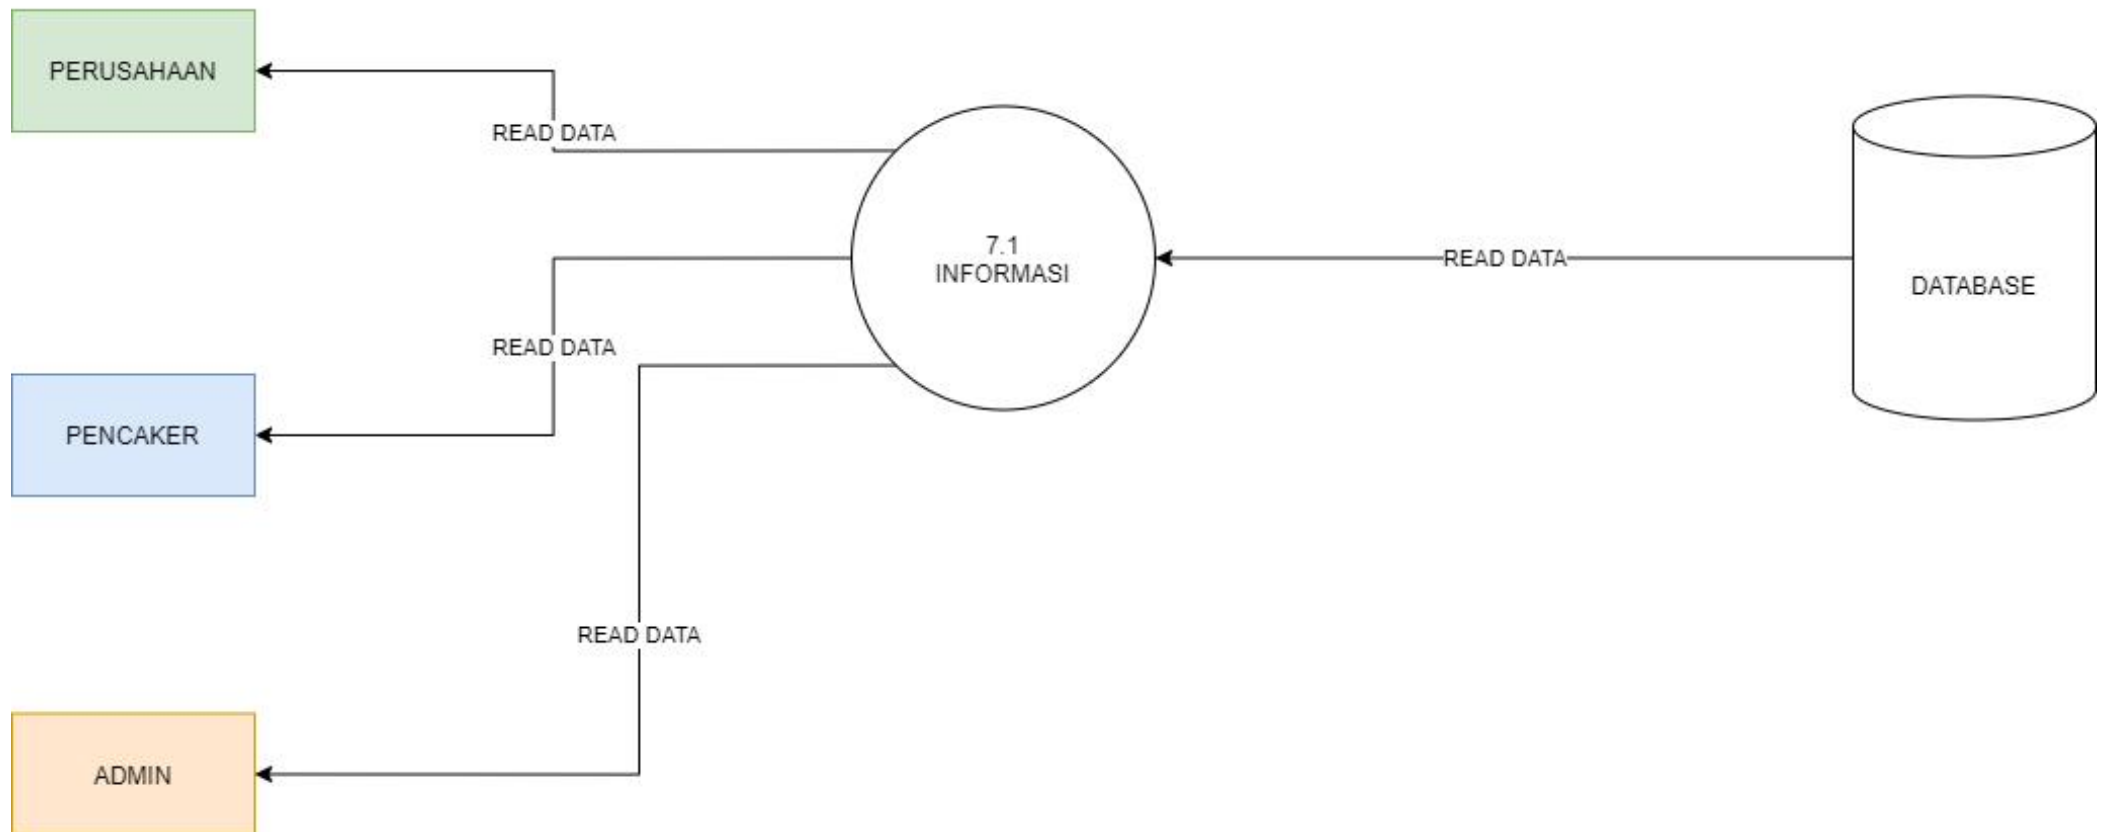 PERUSAHAAN
READ DATA
7.1
INFORMASI
READ DATA
DATABASE
READ DATA
PENCAKER
READ DATA
ADMIN